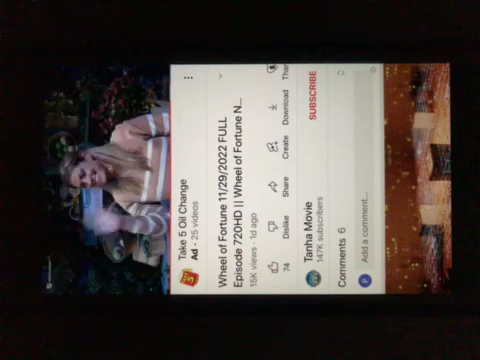 Take 5 Oil Change
Ad · 25 videos
Wheel of Fortune 11/29/2022 FULL
Episode 720HD || Wheel of Fortune N...
15K views · 1d ago
74
Dislike
Share
Create
Download
Than
Tanha Movie
147K subscribers
SUBSCRIBE
Comments 6
P
Add a comment...